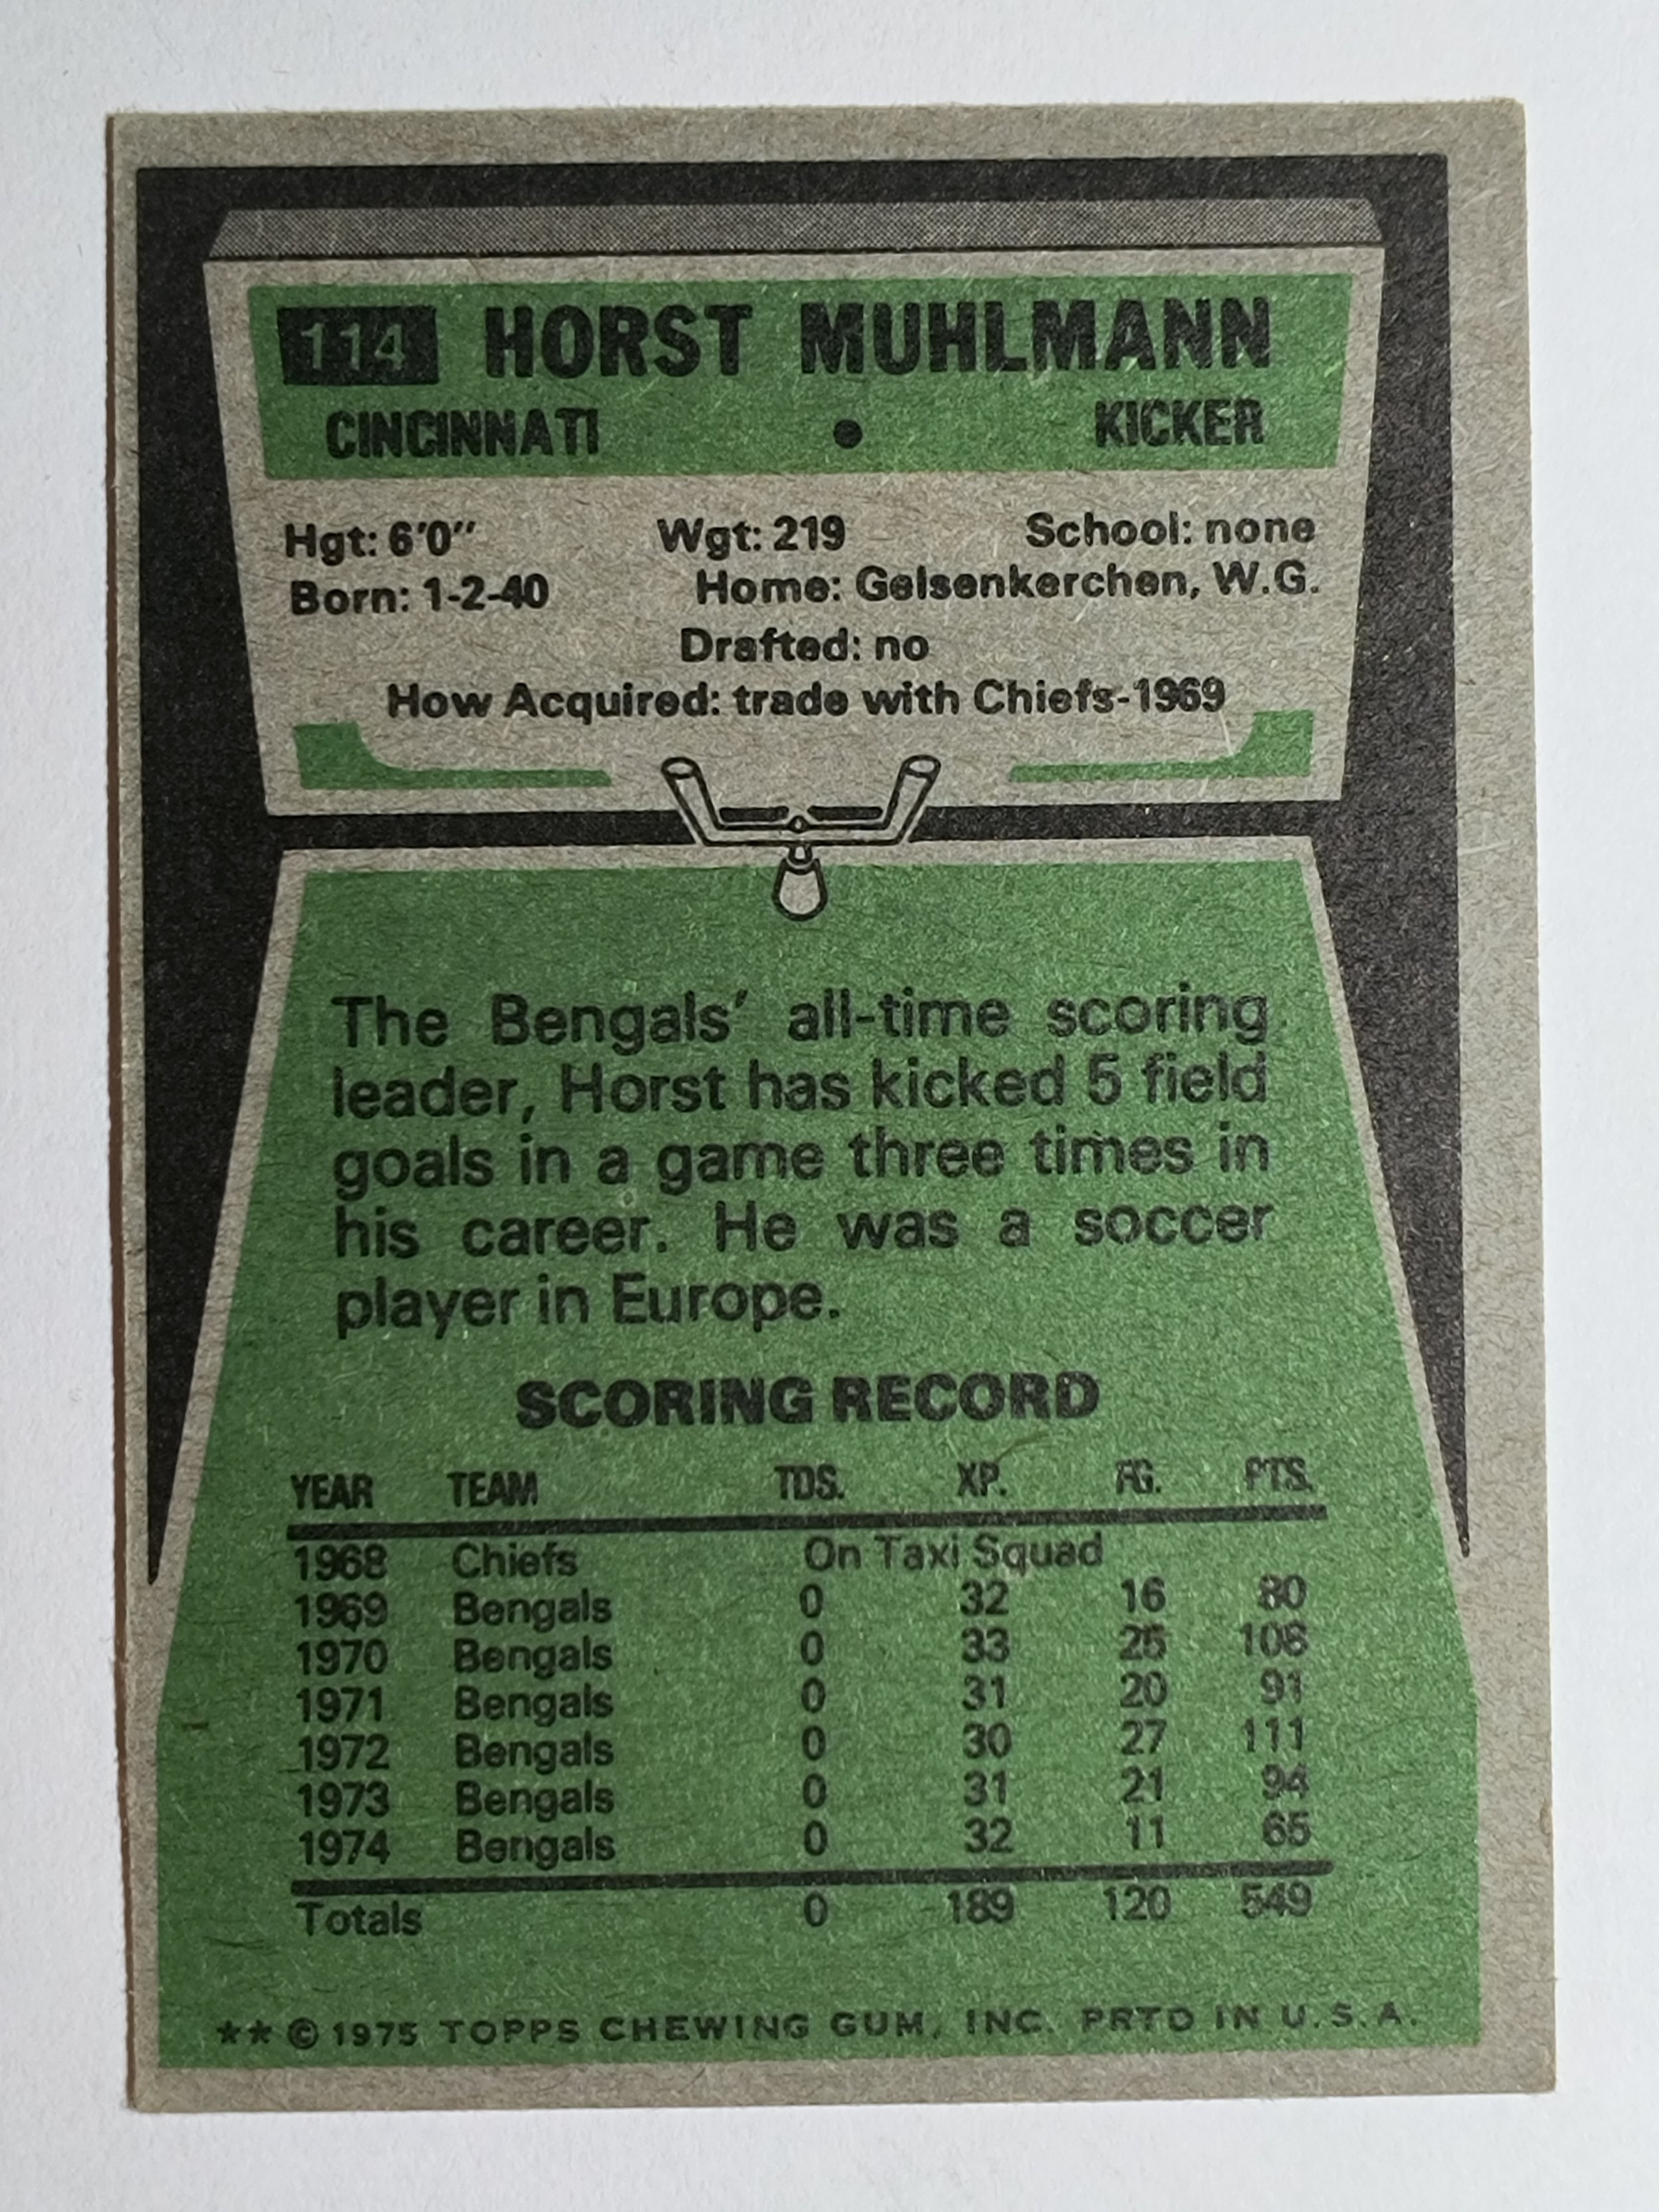 114 HORST MUHLMANN
CINCINNATI • KICKER
Hgt: 6'0" Wgt: 219 School: none
Born: 1-2-40 Home: Gelsenkerchen, W.G.
Drafted: no
How Acquired: trade with Chiefs-1969
The Bengals' all-time scoring
leader, Horst has kicked 5 field
goals in a game three times in
his career. He was a soccer
player in Europe.
SCORING RECORD
YEAR TEAM TDS. XP. FG. PTS.
1968 Chiefs On Taxi Squad
1969 Bengals 0 32 16 80
1970 Bengals 0 33 25 108
1971 Bengals 0 31 20 91
1972 Bengals 0 30 27 111
1973 Bengals 0 31 21 94
1974 Bengals 0 32 11 65
Totals 0 189 120 549
** © 1975 TOPPS CHEWING GUM, INC. PRTD IN U.S.A.